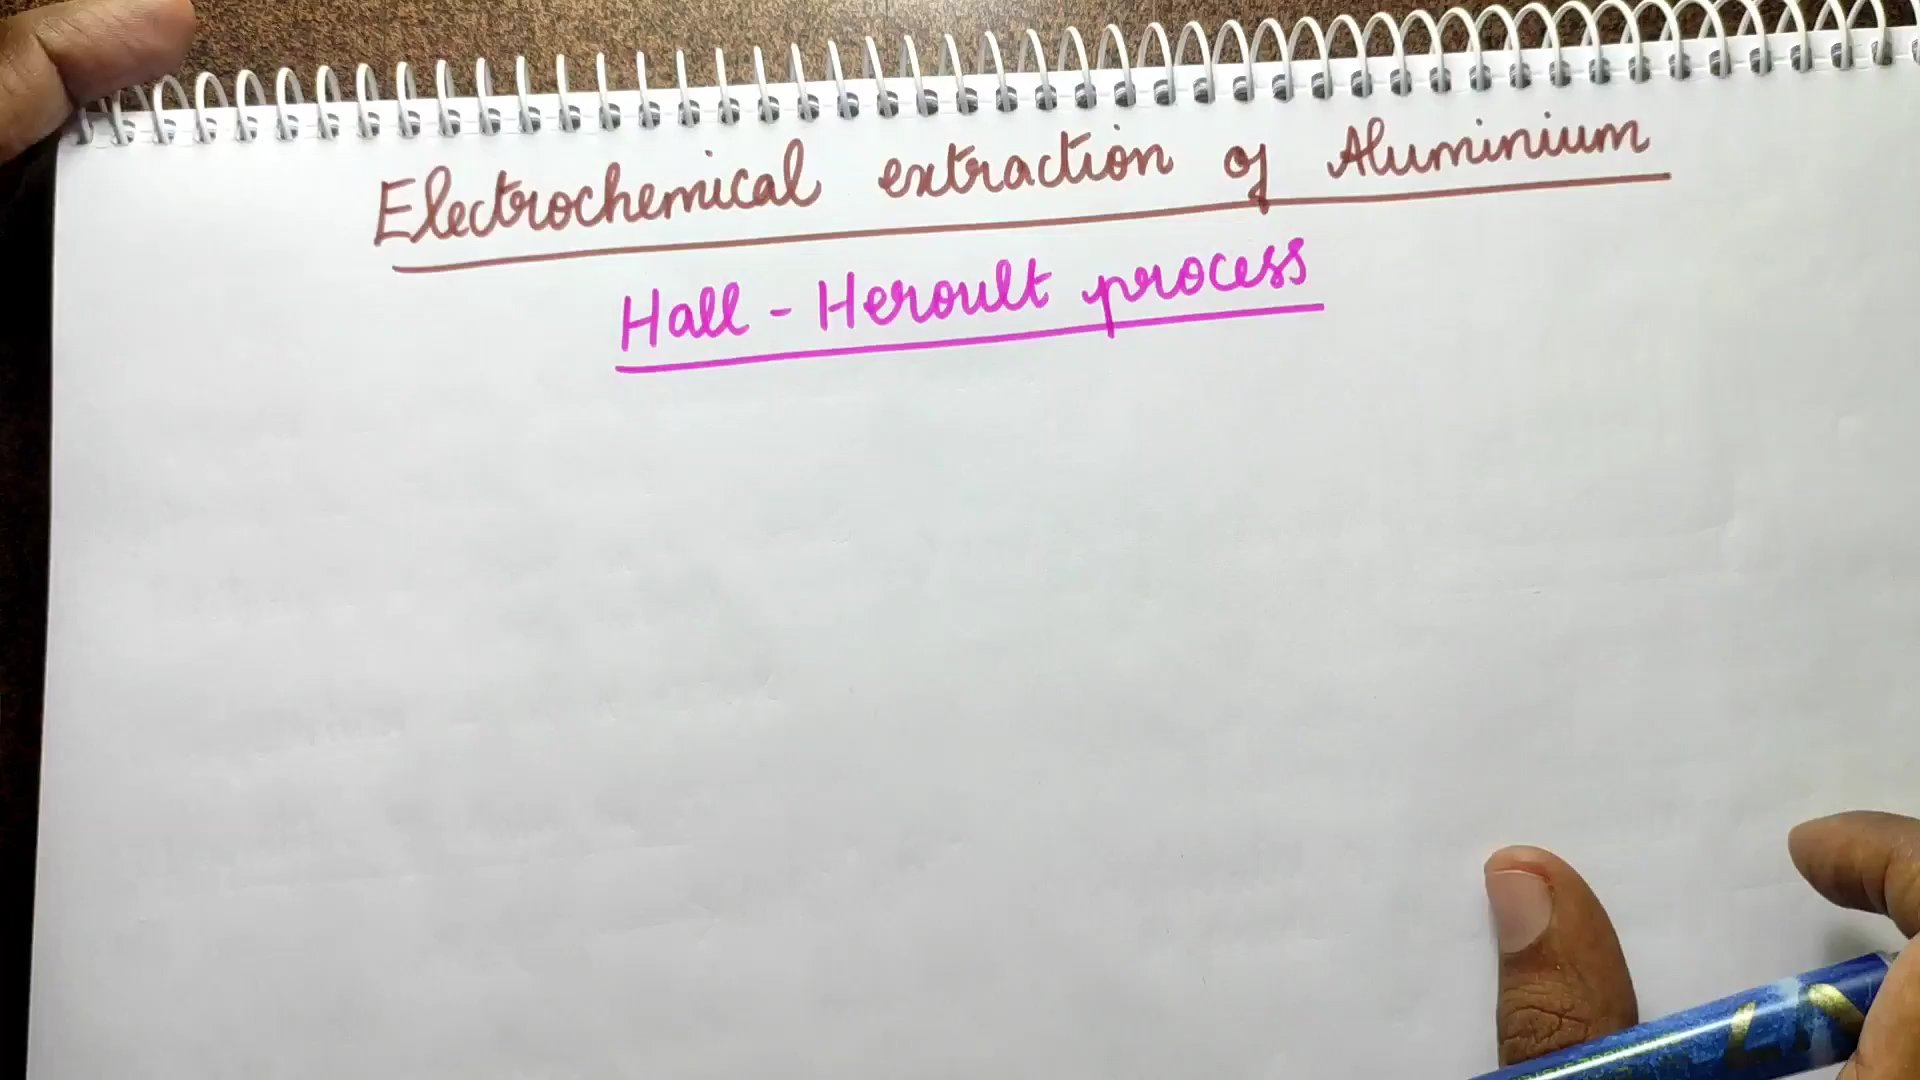 Electrochemical extraction of Aluminium
Hall - Heroult process